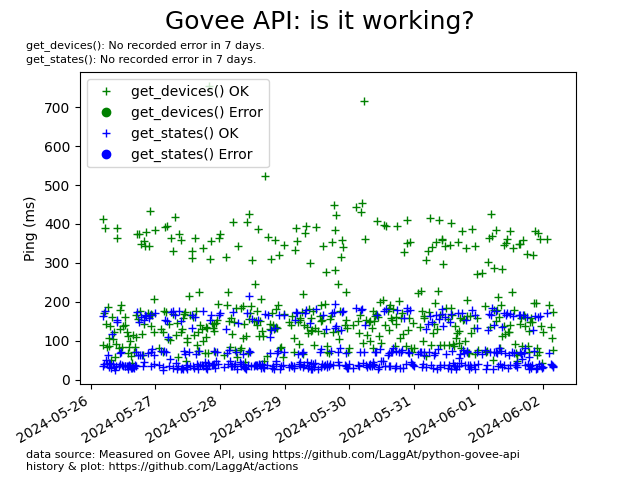 Govee API: is it working?
get_devices(): No recorded error in 7 days.
get_states(): No recorded error in 7 days.
get_devices() OK
get_devices() Error
get_states() OK
get_states() Error
Ping (ms)
700
600
500
400
300
200
100
0
2024-05-26
2024-05-27
2024-05-28
2024-05-29
2024-05-30
2024-05-31
2024-06-01
2024-06-02
data source: Measured on Govee API, using https://github.com/LaggAt/python-govee-api
history & plot: https://github.com/LaggAt/actions